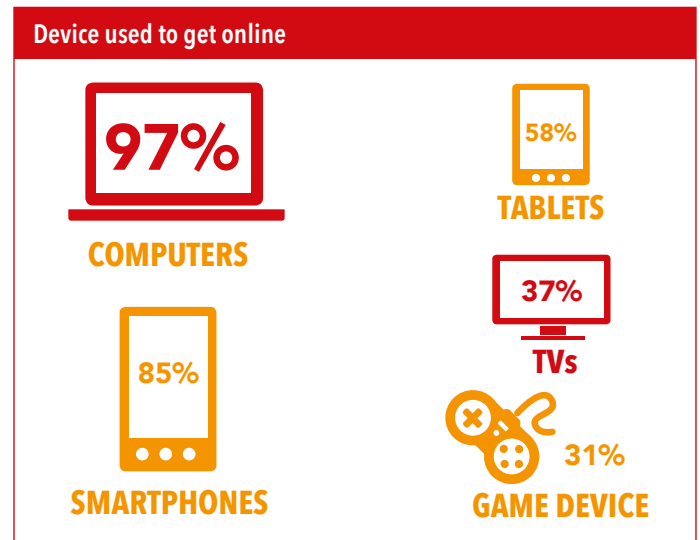 Device used to get online
97%
COMPUTERS
85%
SMARTPHONES
58%
TABLETS
37%
TVs
31%
GAME DEVICE